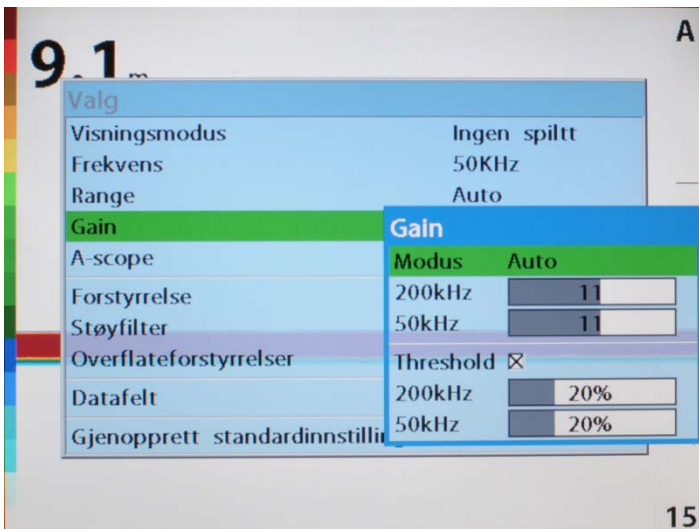 A
9.1 m
Valg
Visningsmodus Ingen spiltt
Frekvens 50KHz
Range Auto
Gain
A-scope
Forstyrrelse
Støyfilter
Overflateforstyrrelser
Datafelt
Gjenopprett
Gain
Modus Auto
200kHz 11
50kHz 11
Threshold
200kHz 20%
50kHz 20%
15